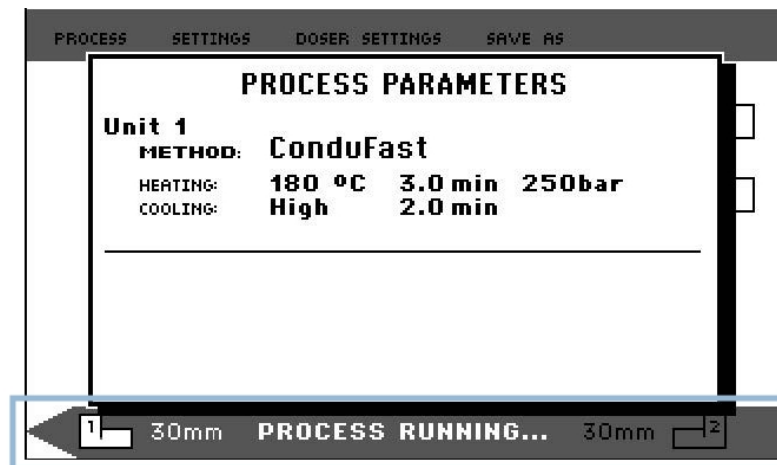 PROCESS SETTINGS DOSER SETTINGS SAVE AS
PROCESS PARAMETERS
Unit 1
METHOD: ConduFast
HEATING: 180 ºC 3.0 min 250bar
COOLING: High 2.0 min
1 30mm PROCESS RUNNING... 30mm 2